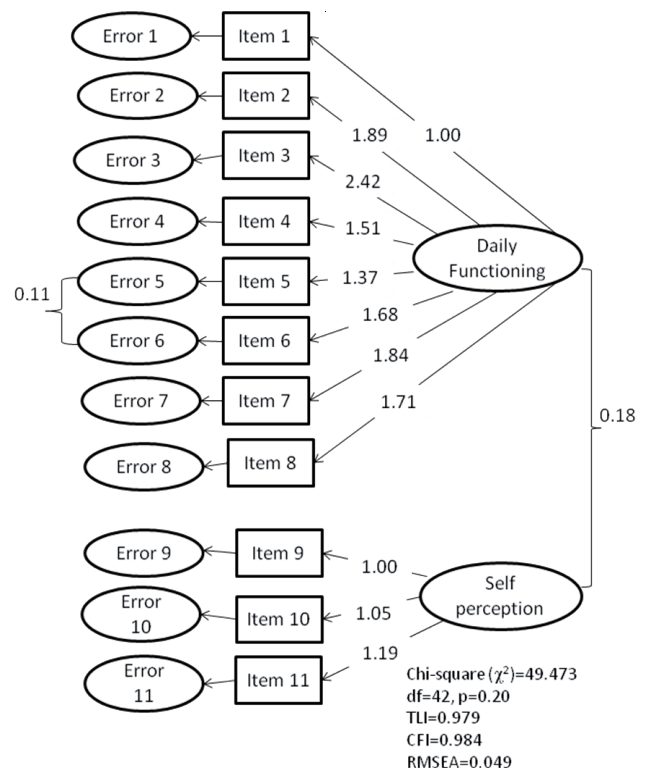 Error 1
Item 1
Error 2
Item 2
1.89
1.00
Error 3
Item 3
2.42
Error 4
Item 4
1.51
Daily
Functioning
Error 5
Item 5
1.37
0.11
Error 6
Item 6
1.68
1.84
Error 7
Item 7
1.71
0.18
Error 8
Item 8
Error 9
Item 9
1.00
Self
perception
Error
10
Item 10
1.05
1.19
Error
11
Item 11
Chi-square (χ²)=49.473
df=42, p=0.20
TLI=0.979
CFI=0.984
RMSEA=0.049